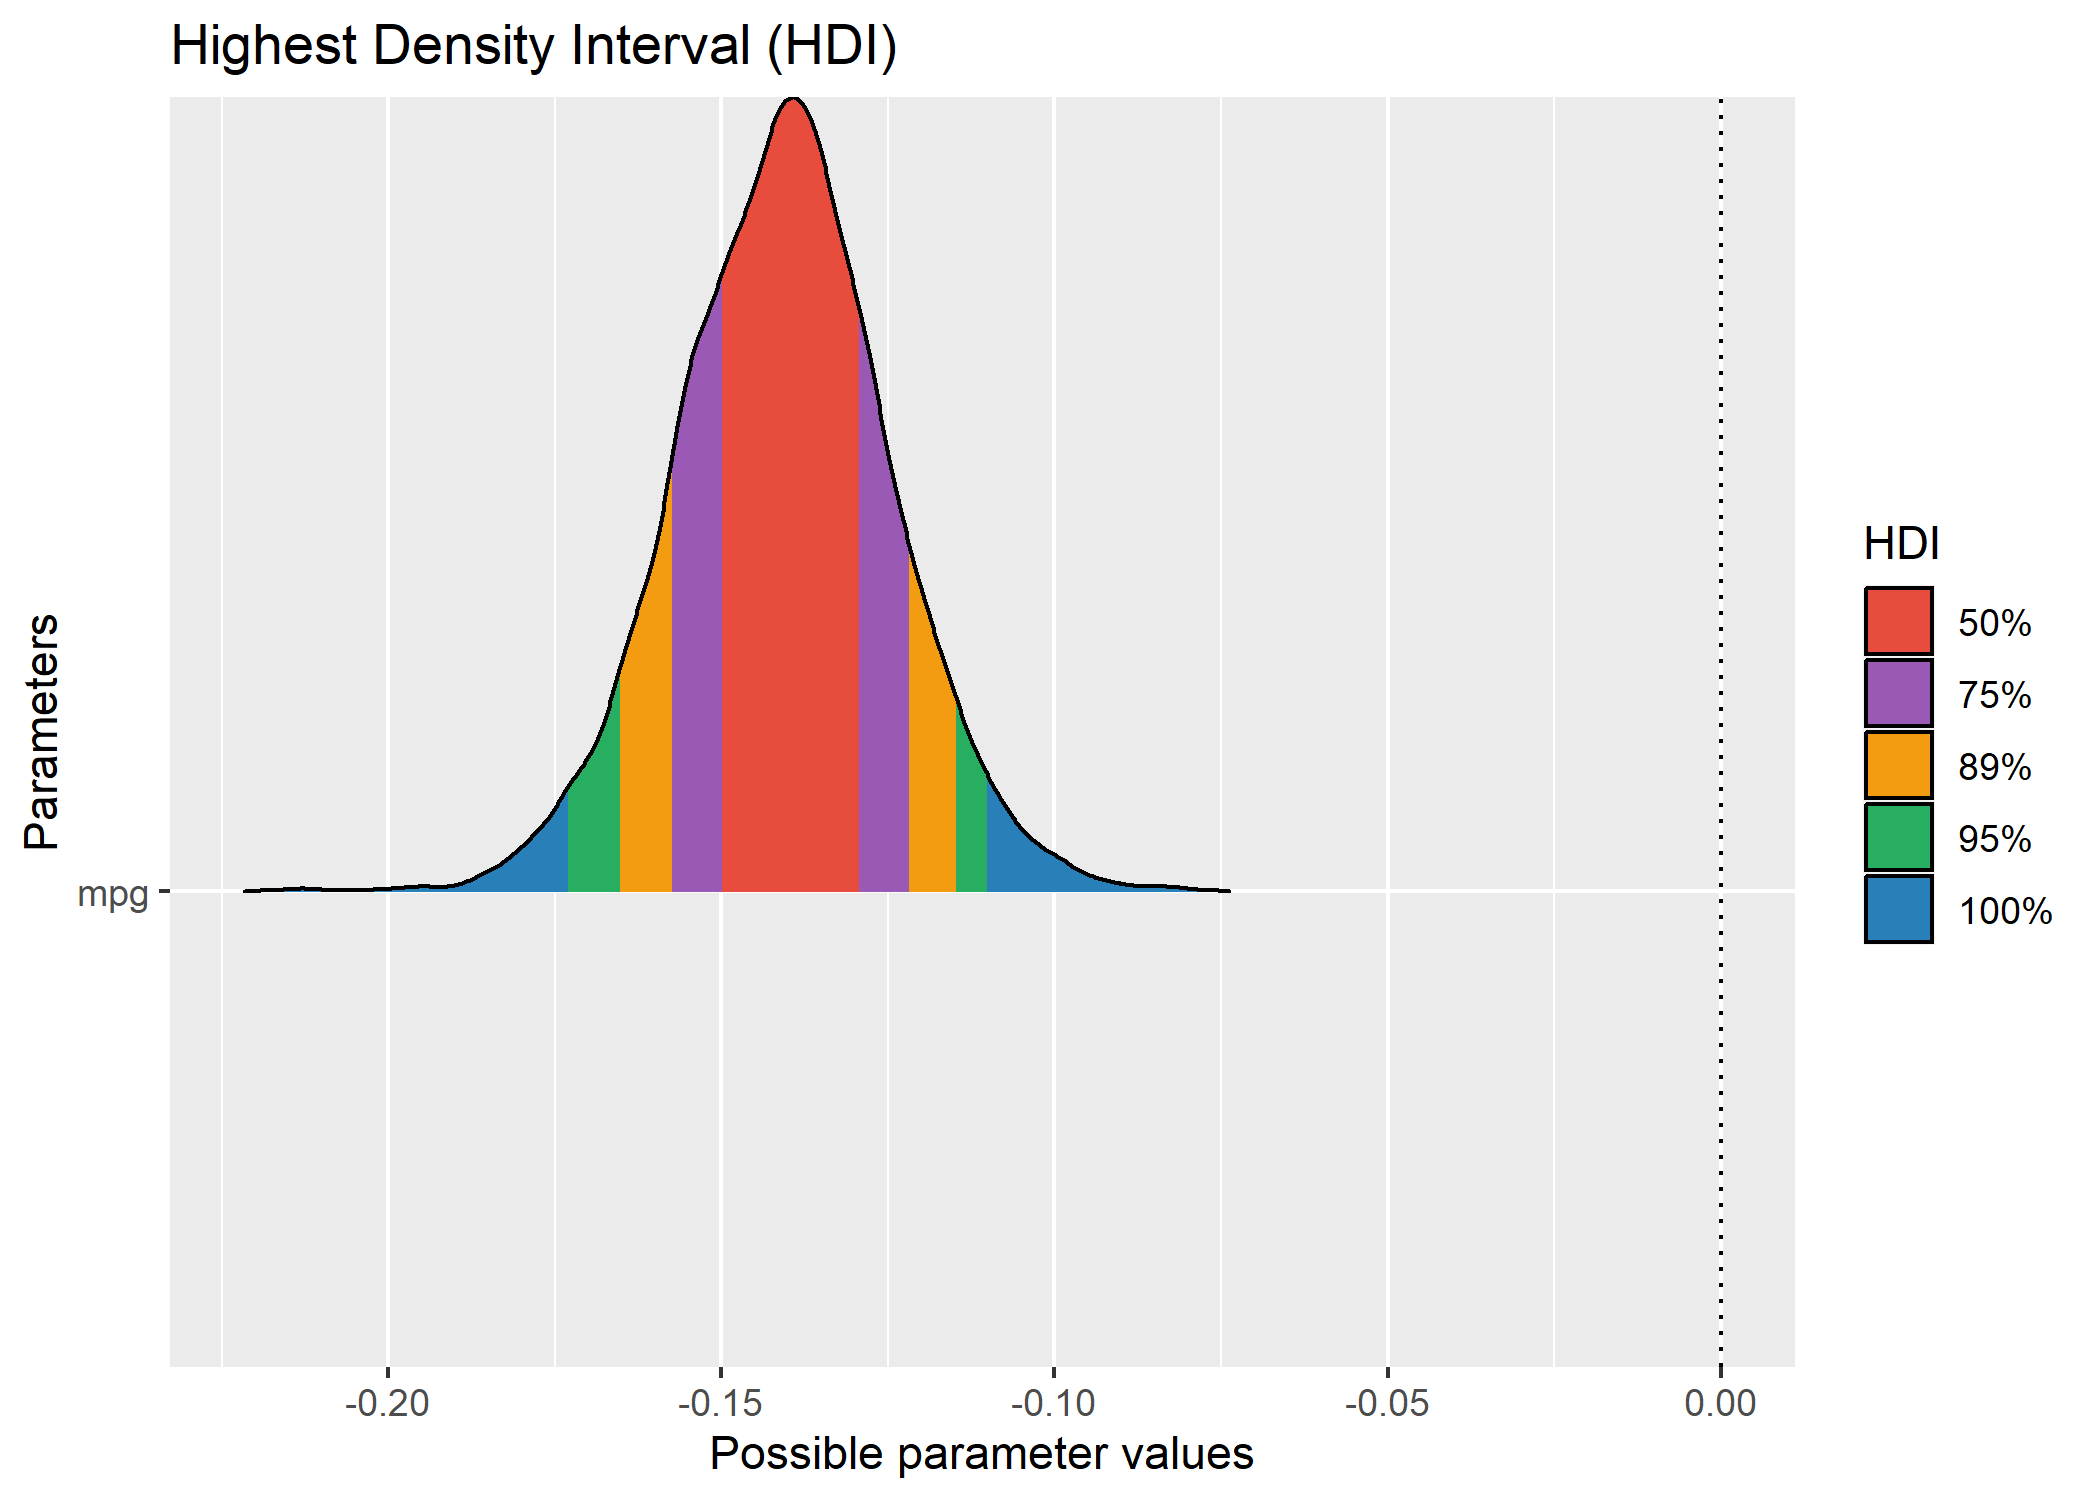 Highest Density Interval (HDI)
Parameters
mpg
HDI
50%
75%
89%
95%
100%
-0.20
-0.15
-0.10
-0.05
0.00
Possible parameter values